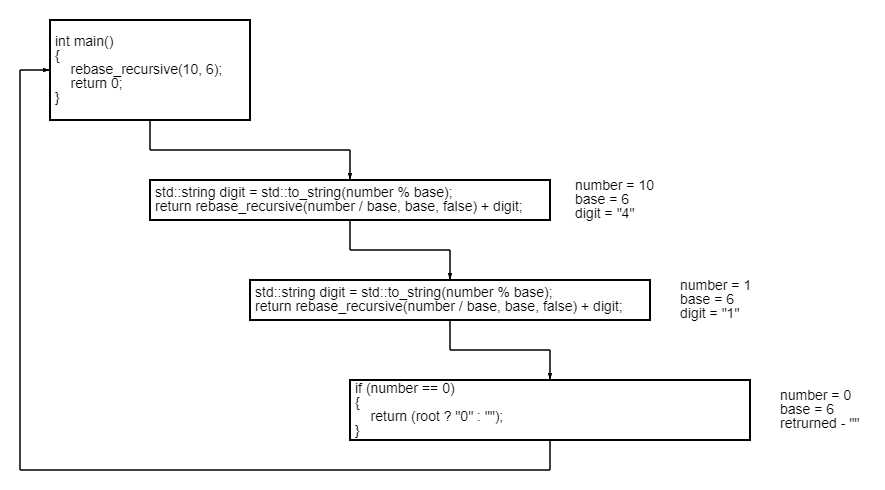 int main()
{
    rebase_recursive(10, 6);
    return 0;
}
std::string digit = std::to_string(number % base);
return rebase_recursive(number / base, base, false) + digit;
number = 10
base = 6
digit = "4"
std::string digit = std::to_string(number % base);
return rebase_recursive(number / base, base, false) + digit;
number = 1
base = 6
digit = "1"
if (number == 0)
{
    return (root ? "0" : "");
}
number = 0
base = 6
retrurned - ""